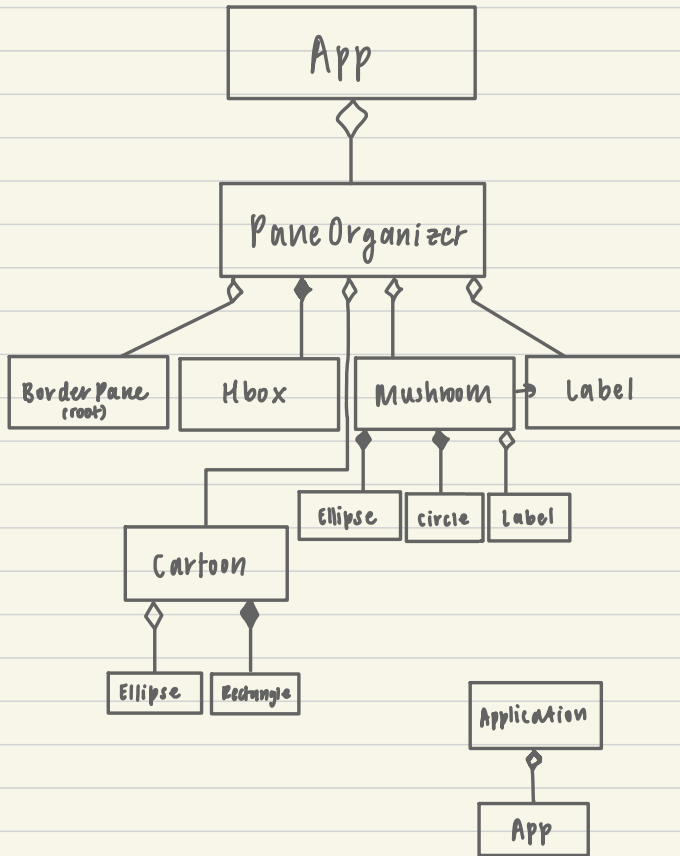 App
PaneOrganizer
BorderPane
(root)
Hbox
Mushroom
Label
Ellipse
circle
Label
Cartoon
Ellipse
Rectangle
Application
App